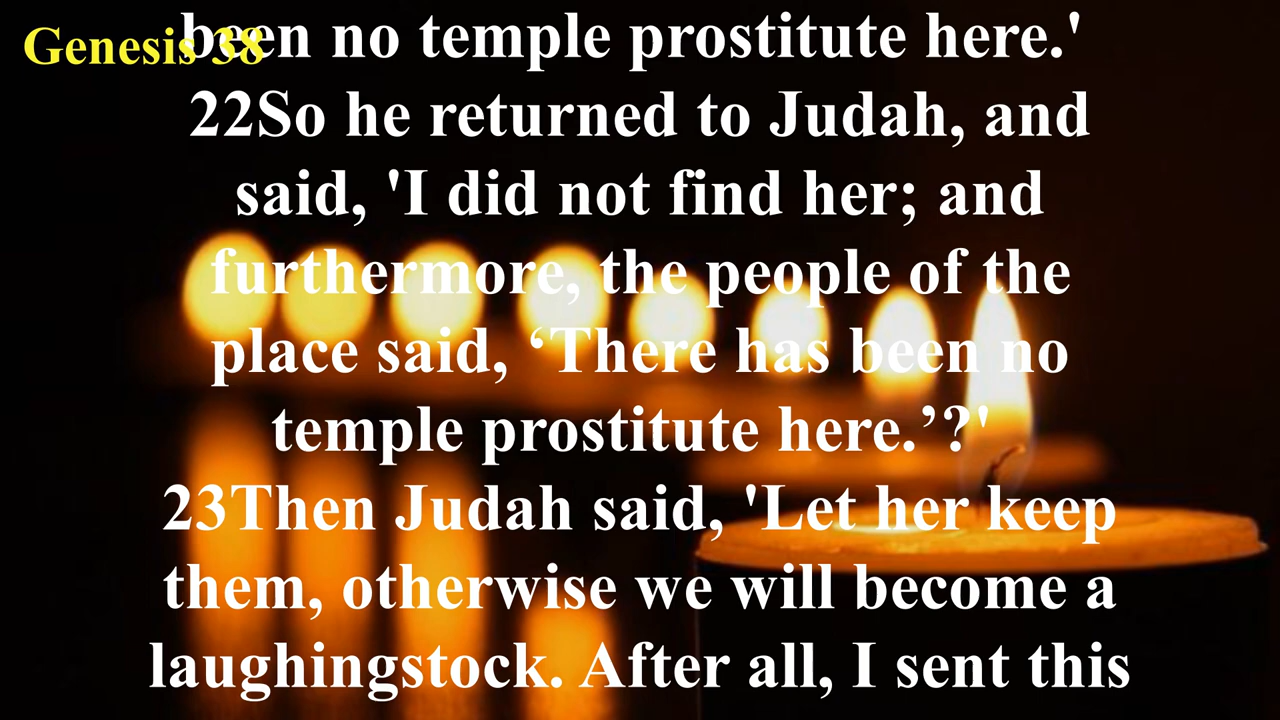 Genesis 38
been no temple prostitute here.'
22So he returned to Judah, and
said, 'I did not find her; and
furthermore, the people of the
place said, ‘There has been no
temple prostitute here.’?'
23Then Judah said, 'Let her keep
them, otherwise we will become a
laughingstock. After all, I sent this